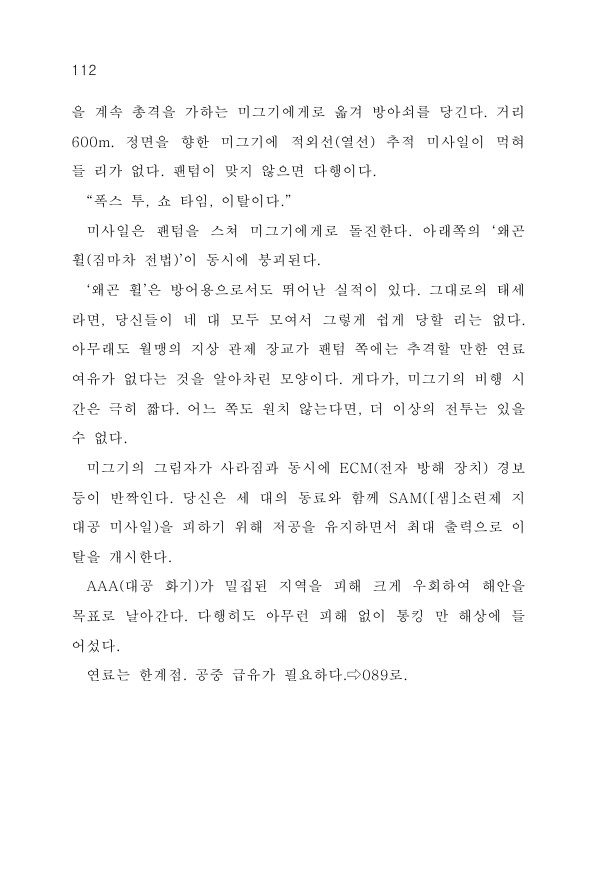 112
을 계속 총격을 가하는 미그기에게로 옮겨 방아쇠를 당긴다. 거리
600m. 정면을 향한 미그기에 적외선(열선) 추적 미사일이 먹혀
들 리가 없다. 팬텀이 맞지 않으면 다행이다.
“폭스 투, 쇼 타임, 이탈이다.”
미사일은 팬텀을 스쳐 미그기에게로 돌진한다. 아래쪽의 ‘왜곤
휠(짐마차 전법)’이 동시에 붕괴된다.
‘왜곤 휠’은 방어용으로서도 뛰어난 실적이 있다. 그대로의 태세
라면, 당신들이 네 대 모두 모여서 그렇게 쉽게 당할 리는 없다.
아무래도 월맹의 지상 관제 장교가 팬텀 쪽에는 추격할 만한 연료
여유가 없다는 것을 알아차린 모양이다. 게다가, 미그기의 비행 시
간은 극히 짧다. 어느 쪽도 원치 않는다면, 더 이상의 전투는 있을
수 없다.
미그기의 그림자가 사라짐과 동시에 ECM(전자 방해 장치) 경보
등이 반짝인다. 당신은 세 대의 동료와 함께 SAM([샘]소련제 지
대공 미사일)을 피하기 위해 저공을 유지하면서 최대 출력으로 이
탈을 개시한다.
AAA(대공 화기)가 밀집된 지역을 피해 크게 우회하여 해안을
목표로 날아간다. 다행히도 아무런 피해 없이 통킹 만 해상에 들
어섰다.
연료는 한계점. 공중 급유가 필요하다.⇨089로.